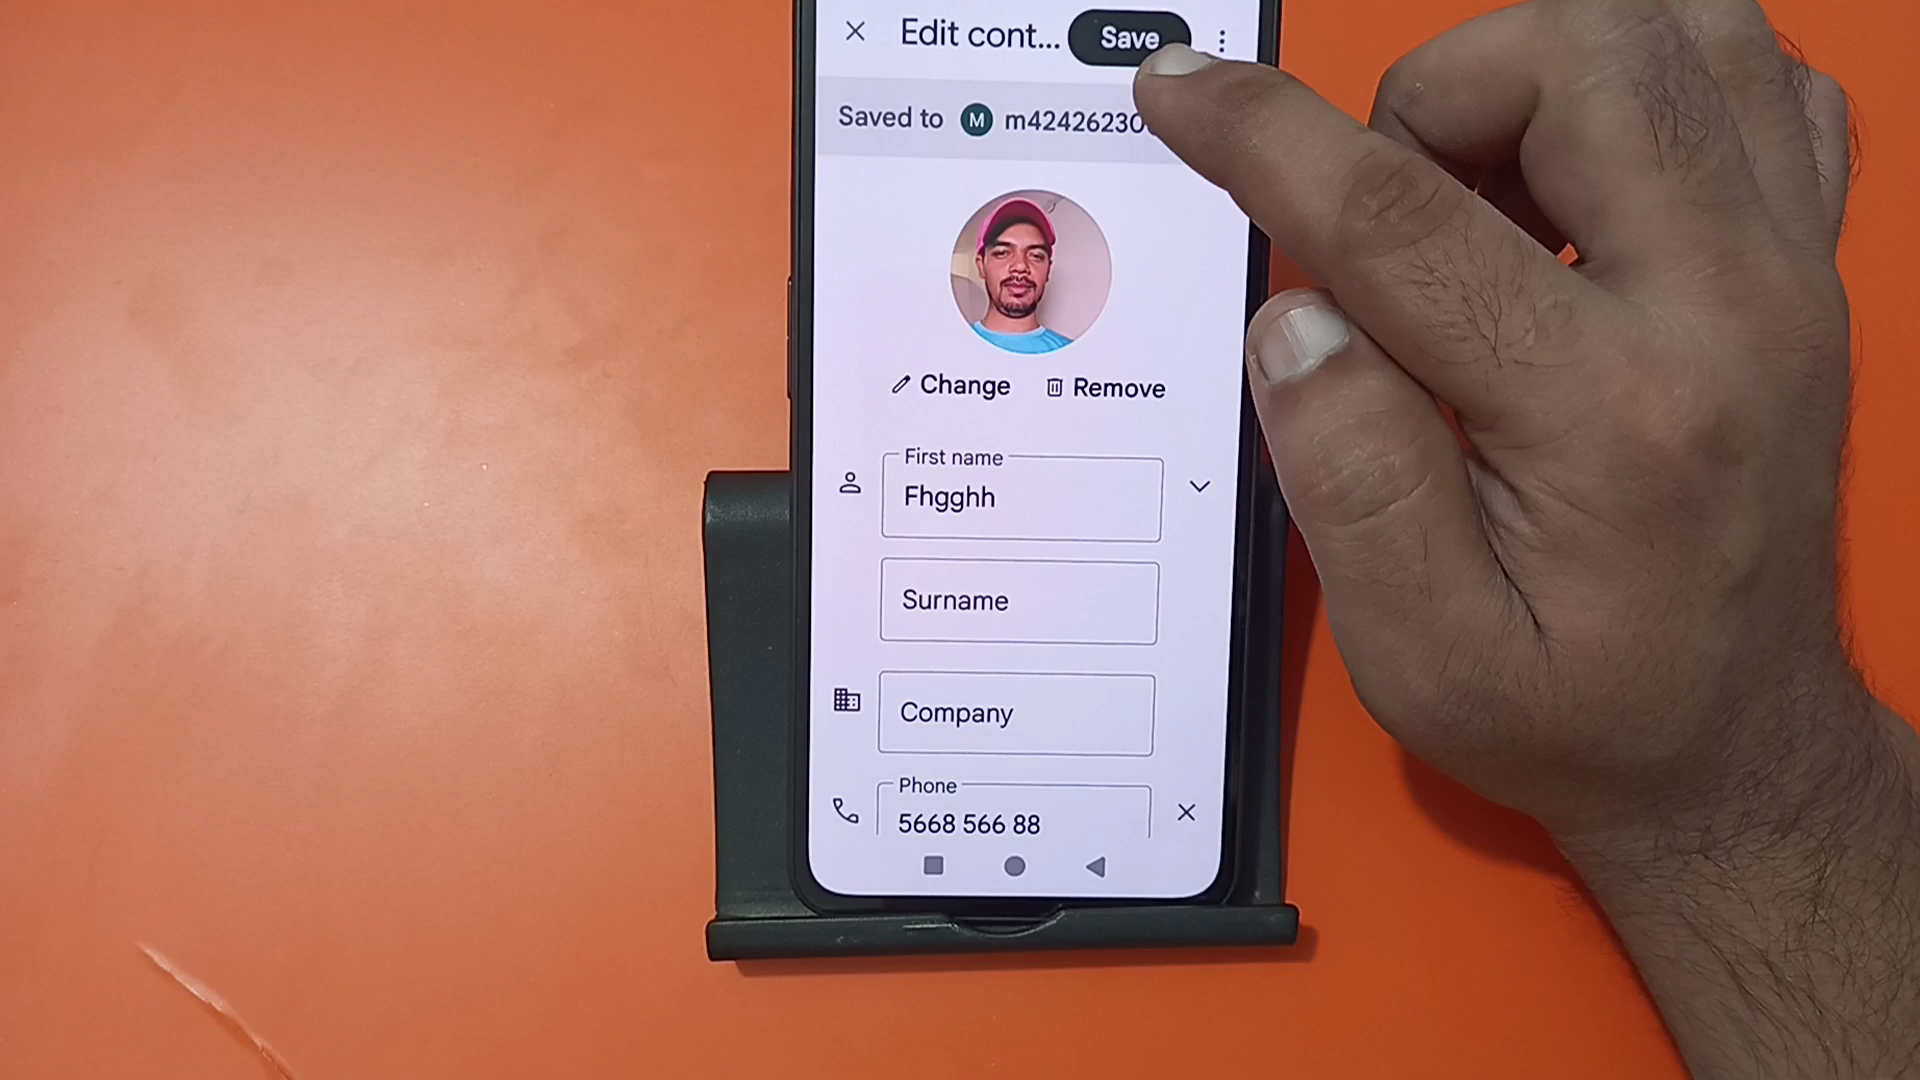 Edit cont...
Save
Saved to M m42426230
Change
Remove
First name
Fhgghh
Surname
Company
Phone
5668 566 88